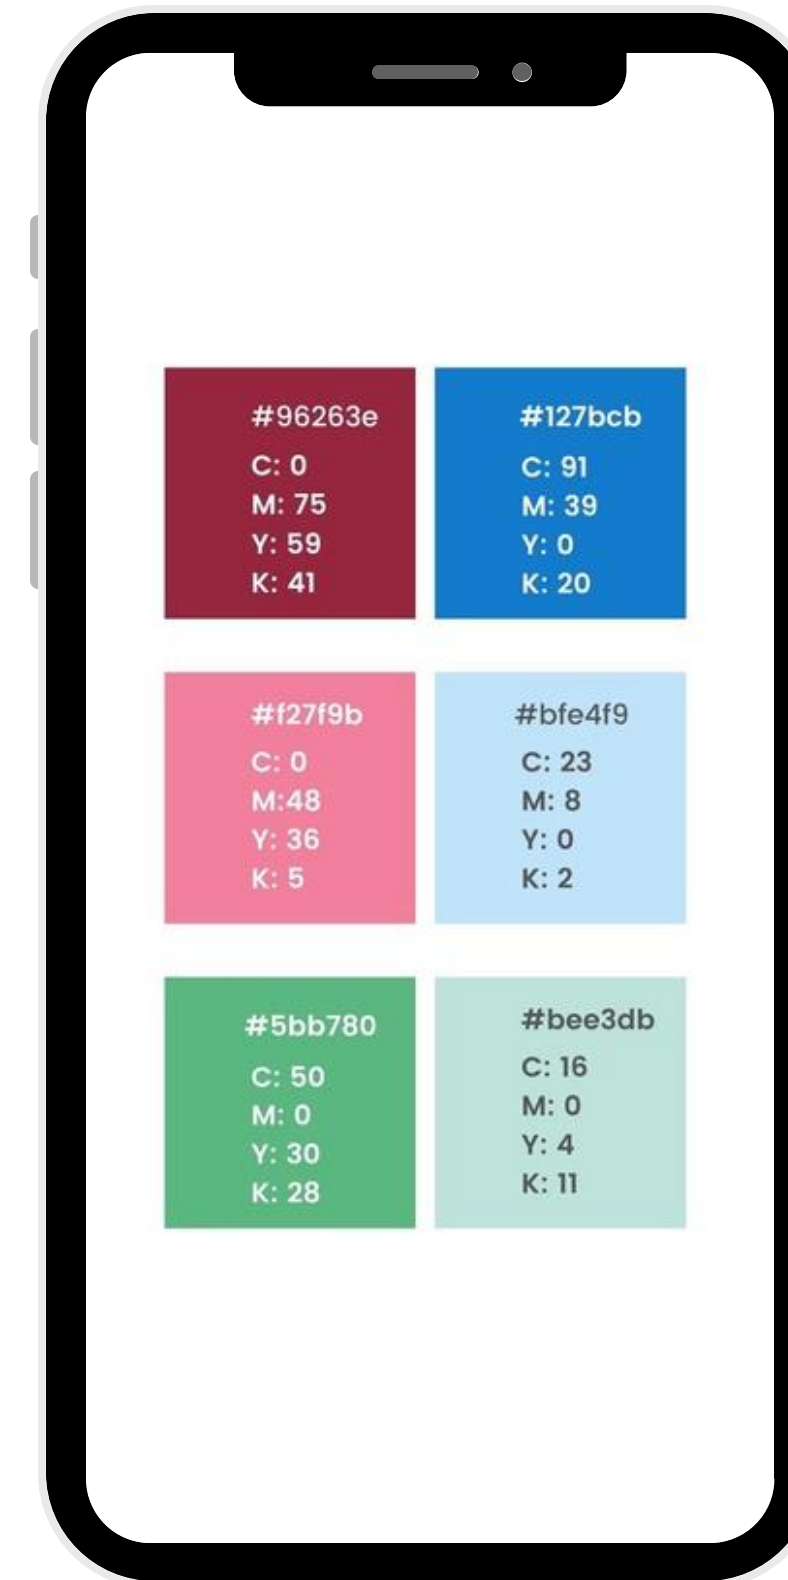 #96263e
C: 0
M: 75
Y: 59
K: 41
#127bcb
C: 91
M: 39
Y: 0
K: 20
#f27f9b
C: 0
M:48
Y: 36
K: 5
#bfe4f9
C: 23
M: 8
Y: 0
K: 2
#5bb780
C: 50
M: 0
Y: 30
K: 28
#bee3db
C: 16
M: 0
Y: 4
K: 11